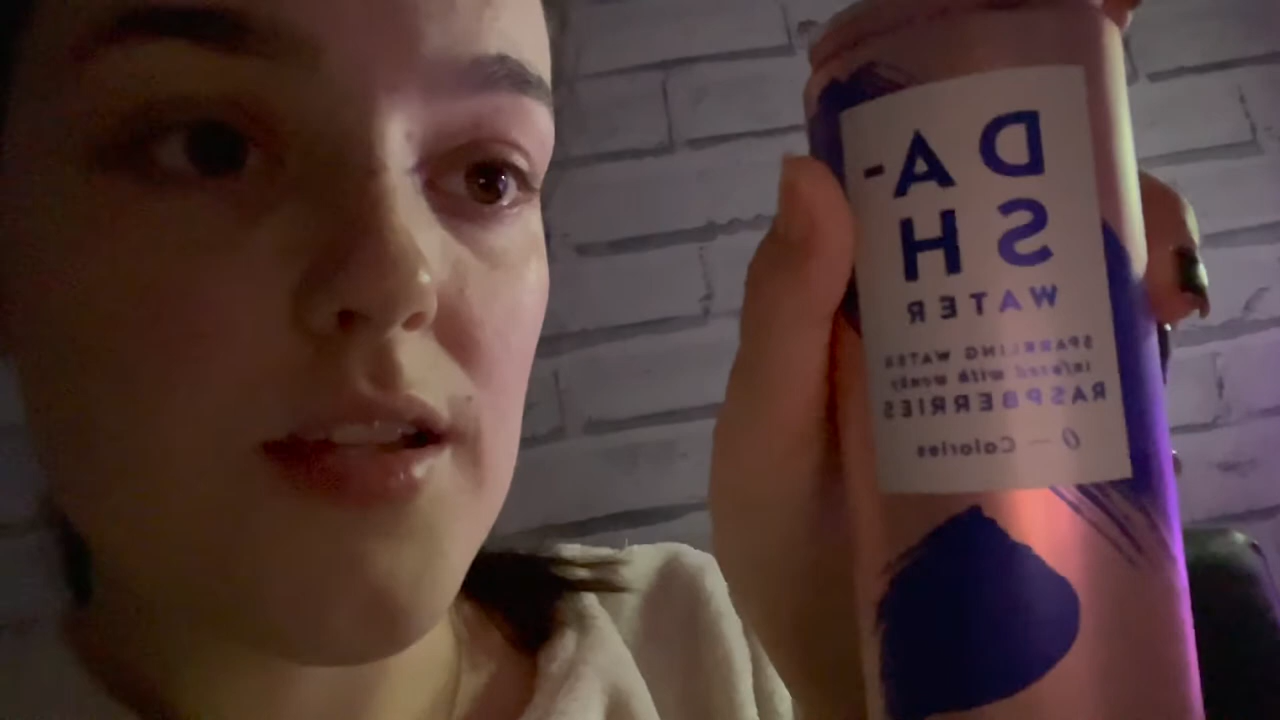 DA-
SH
WATER
SPARKLING WATER
infused with wonky
RASPBERRIES
0 — Calories